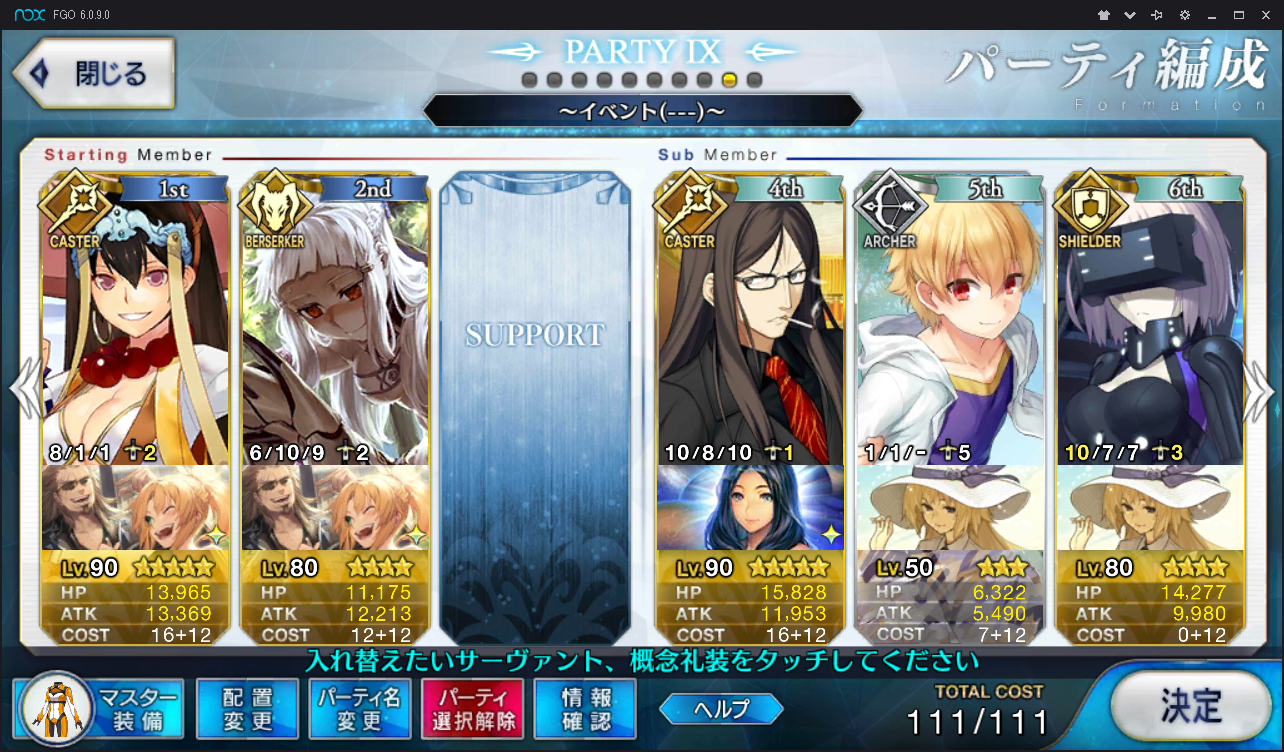 nox FGO 6.0.9.0
閉じる
PARTY IX
パーティ編成
Formation
～イベント(---)～
Starting Member
Sub Member
1st
2nd
4th
5th
6th
CASTER
BERSERKER
CASTER
ARCHER
SHIELDER
SUPPORT
8/1/1 2
6/10/9 2
10/8/10 1
1/1/- 5
10/7/7 3
Lv.90
HP 13,965
ATK 13,369
COST 16+12
Lv.80
HP 11,175
ATK 12,213
COST 12+12
Lv.90
HP 15,828
ATK 11,953
COST 16+12
Lv.50
HP 6,322
ATK 5,490
COST 7+12
Lv.80
HP 14,277
ATK 9,980
COST 0+12
入れ替えたいサーヴァント、概念礼装をタッチしてください
マスター
装備
配置
変更
パーティ名
変更
パーティ
選択解除
情報
確認
ヘルプ
TOTAL COST
111/111
決定